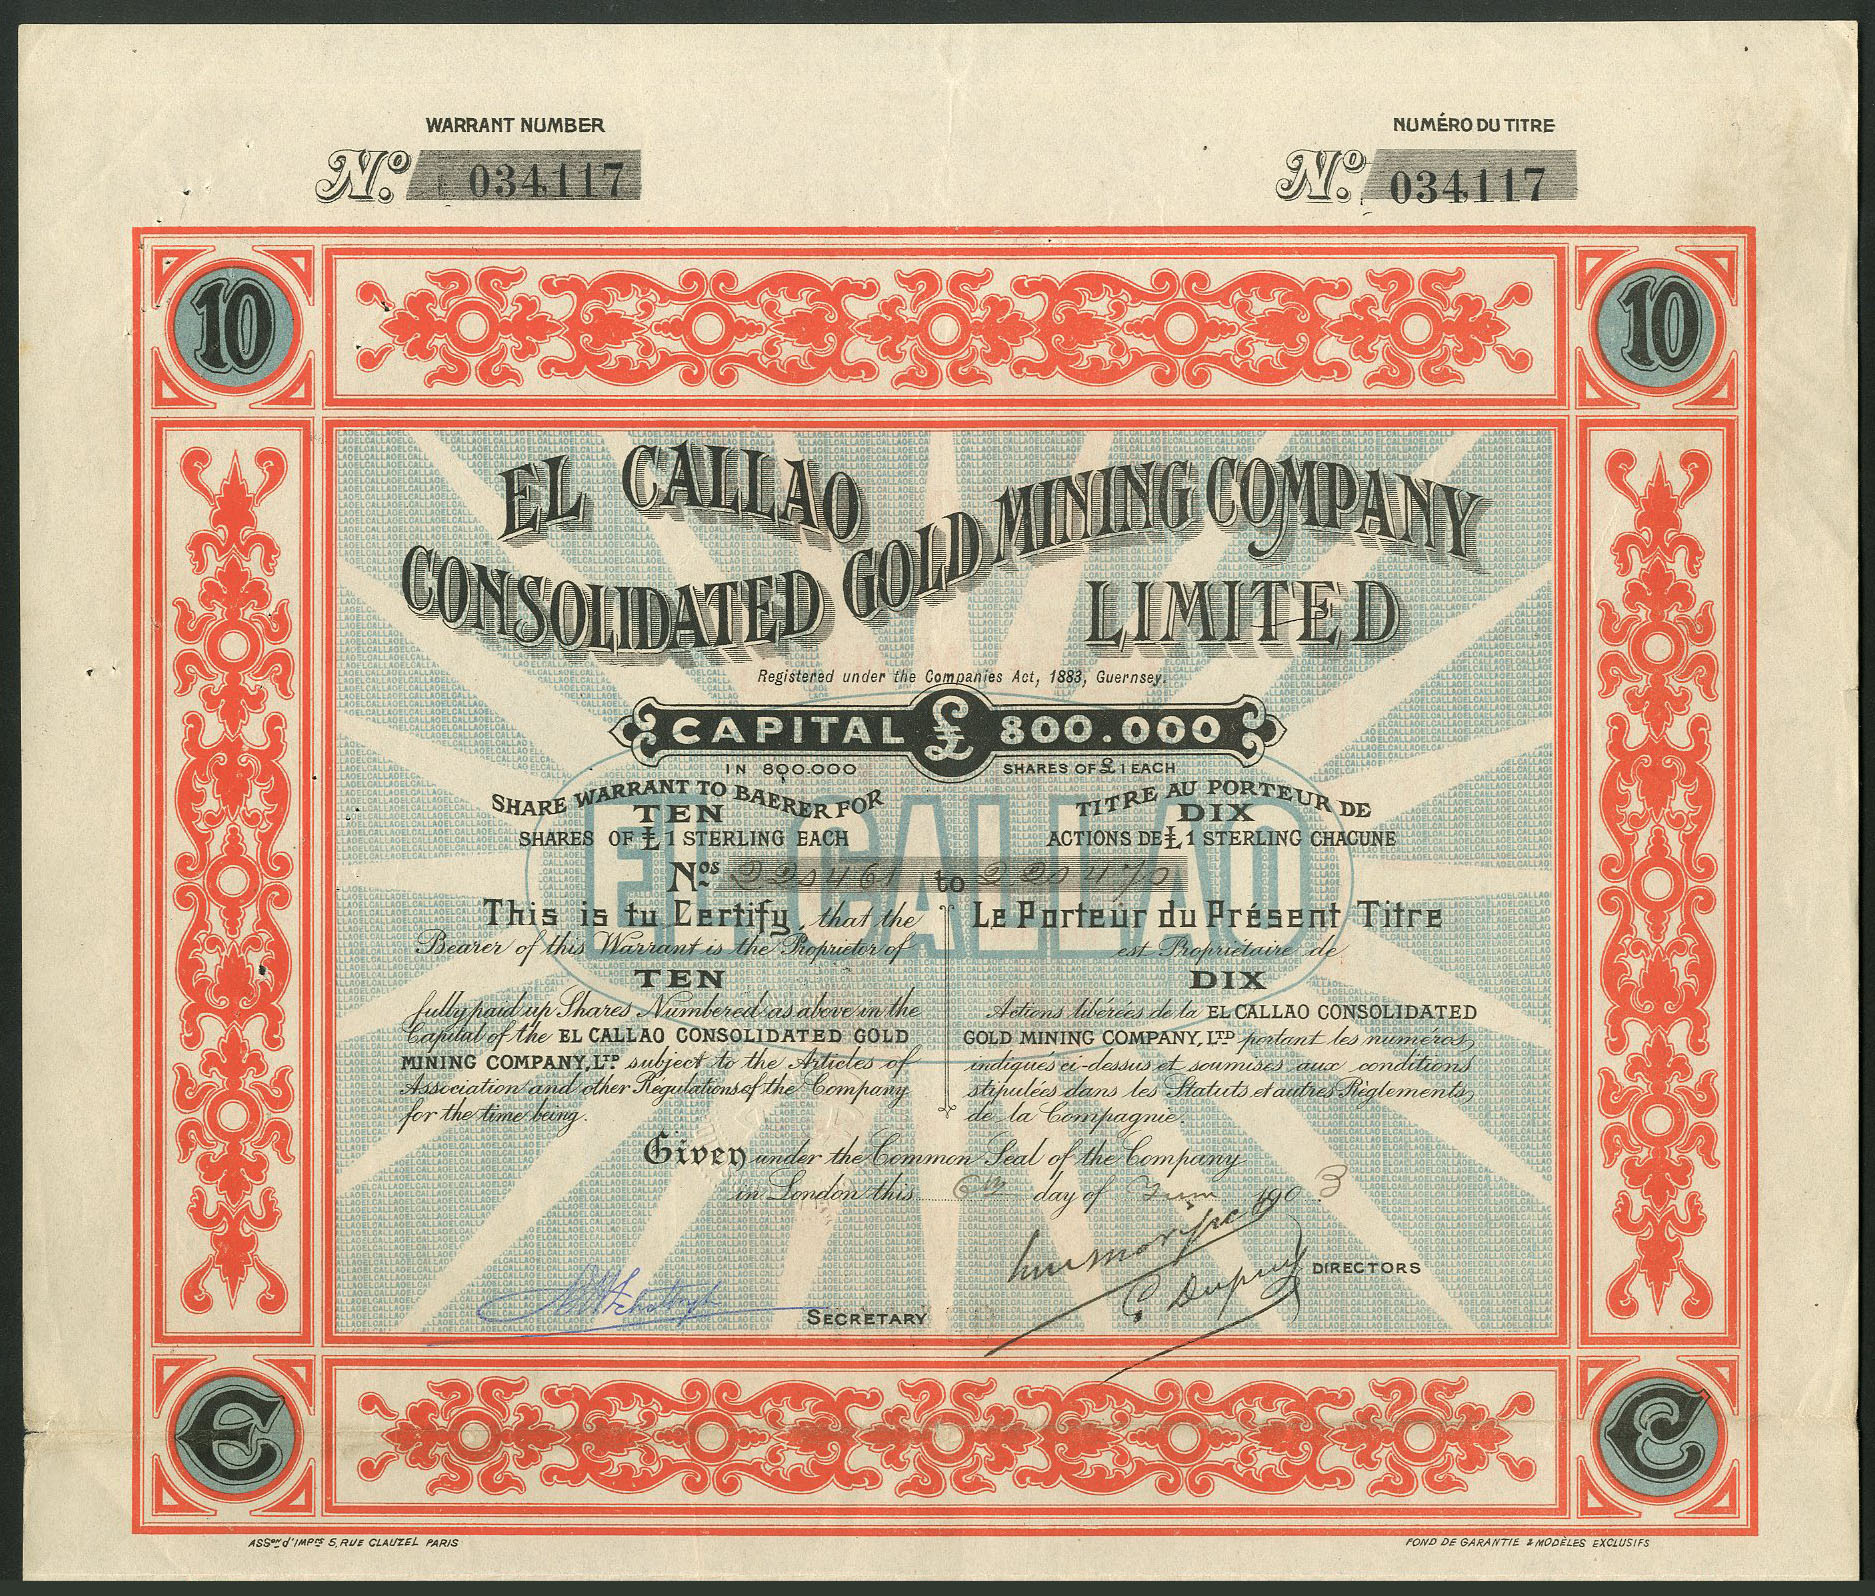 WARRANT NUMBER
NUMÉRO DU TITRE
No. 034117
No. 034117
10
10
EL CALLAO
CONSOLIDATED GOLD MINING COMPANY
LIMITED
Registered under the Companies Act, 1883, Guernsey.
CAPITAL £ 800.000
IN 800.000 SHARES OF £ 1 EACH
SHARE WARRANT TO BAERER FOR
TEN
SHARES OF £ 1 STERLING EACH
TITRE AU PORTEUR DE
DIX
ACTIONS DE £ 1 STERLING CHACUNE
EL CALLAO
Nos 220461 to 220470
This is tu Certify, that the
Bearer of this Warrant is the Proprietor of
TEN
fully paid up Shares Numbered as above in the
Capital of the EL CALLAO CONSOLIDATED GOLD
MINING COMPANY, LTD subject to the Articles of
Association and other Regulations of the Company
for the time being.
Le Porteur du Présent Titre
est Propriétaire de
DIX
Actions libérées de la EL CALLAO CONSOLIDATED
GOLD MINING COMPANY, LTD portant les numéros,
indiqués ci-dessus et soumises aux conditions
stipulées dans les Statuts et autres Règlements,
de la Compagnie.
Given under the Common Seal of the Company
in London this 6th day of 1903
C. Dupuy
DIRECTORS
SECRETARY
E
E
ASSon d'IMPrs 5, RUE CLAUZEL PARIS
FOND DE GARANTIE & MODÈLES EXCLUSIFS